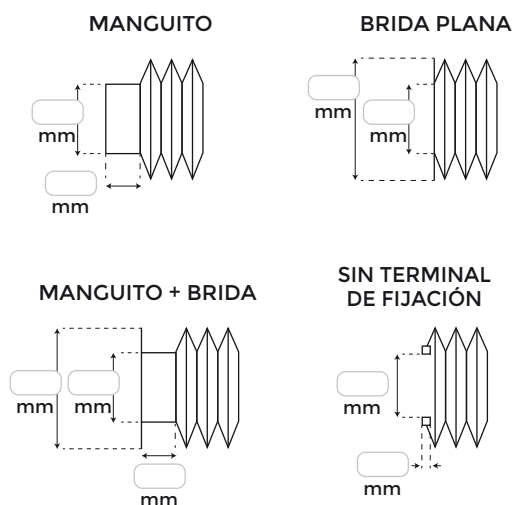 MANGUITO
mm
mm
BRIDA PLANA
mm
mm
MANGUITO + BRIDA
mm
mm
mm
SIN TERMINAL
DE FIJACIÓN
mm
mm